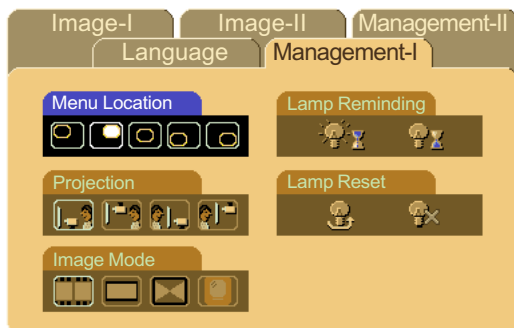 Image-I Image-II Management-II
Language Management-I
Menu Location Lamp Reminding
Projection Lamp Reset
Image Mode